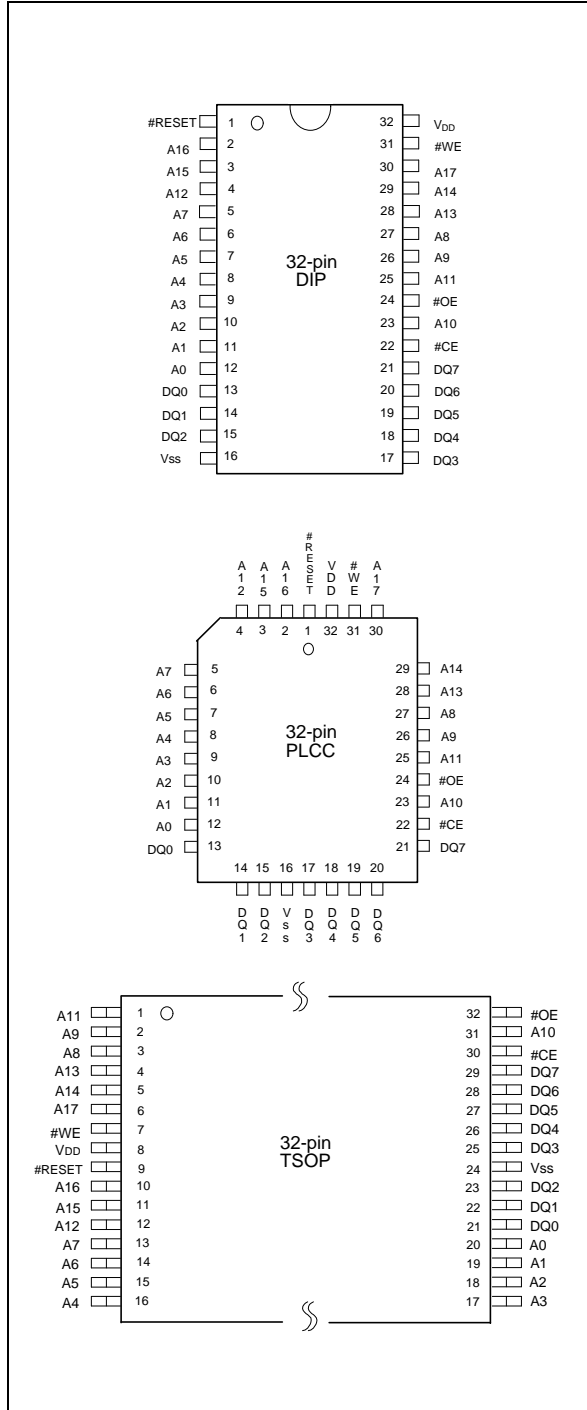 #RESET 1 32 VDD
A16 2 31 #WE
A15 3 30 A17
A12 4 29 A14
A7 5 28 A13
A6 6 27 A8
A5 7 26 A9
A4 8 25 A11
A3 9 24 #OE
A2 10 23 A10
A1 11 22 #CE
A0 12 21 DQ7
DQ0 13 20 DQ6
DQ1 14 19 DQ5
DQ2 15 18 DQ4
Vss 16 17 DQ3
32-pin
DIP
A12 A15 A16 #RESET VDD #WE A17
4 3 2 1 32 31 30
A7 5 29 A14
A6 6 28 A13
A5 7 27 A8
A4 8 26 A9
A3 9 25 A11
A2 10 24 #OE
A1 11 23 A10
A0 12 22 #CE
DQ0 13 21 DQ7
32-pin
PLCC
14 15 16 17 18 19 20
DQ1 DQ2 Vss DQ3 DQ4 DQ5 DQ6
A11 1 32 #OE
A9 2 31 A10
A8 3 30 #CE
A13 4 29 DQ7
A14 5 28 DQ6
A17 6 27 DQ5
#WE 7 26 DQ4
VDD 8 25 DQ3
#RESET 9 24 Vss
A16 10 23 DQ2
A15 11 22 DQ1
A12 12 21 DQ0
A7 13 20 A0
A6 14 19 A1
A5 15 18 A2
A4 16 17 A3
32-pin
TSOP